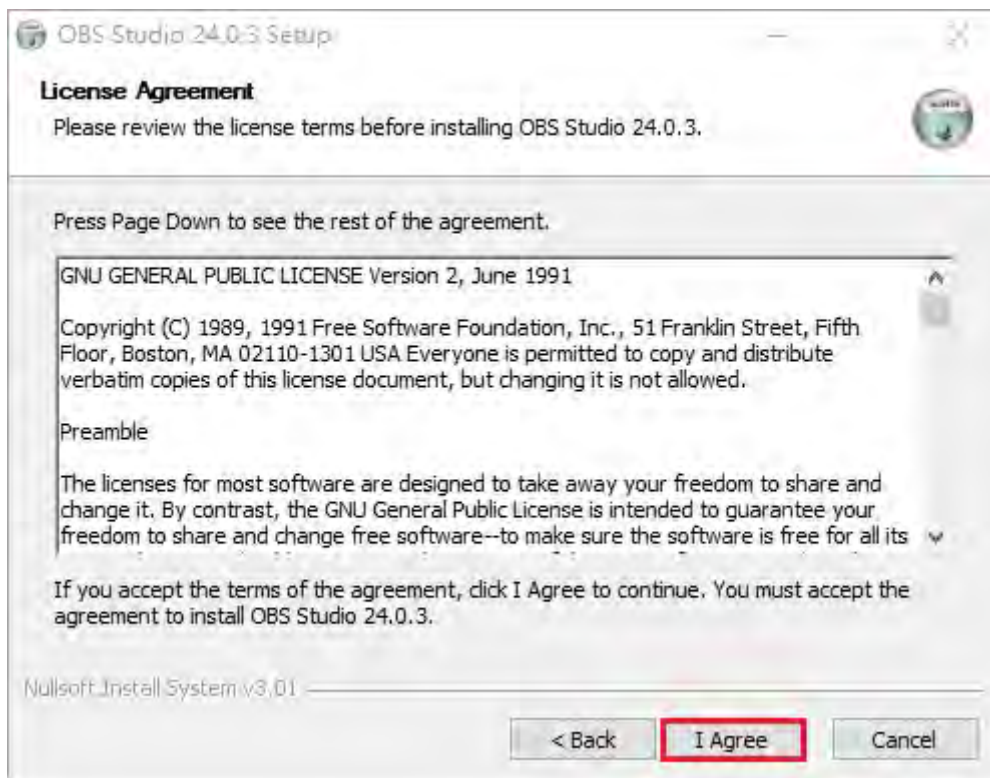 OBS Studio 24.0.3 Setup
License Agreement
Please review the license terms before installing OBS Studio 24.0.3.
Press Page Down to see the rest of the agreement.
GNU GENERAL PUBLIC LICENSE Version 2, June 1991
Copyright (C) 1989, 1991 Free Software Foundation, Inc., 51 Franklin Street, Fifth
Floor, Boston, MA 02110-1301 USA Everyone is permitted to copy and distribute
verbatim copies of this license document, but changing it is not allowed.
Preamble
The licenses for most software are designed to take away your freedom to share and
change it. By contrast, the GNU General Public License is intended to guarantee your
freedom to share and change free software--to make sure the software is free for all its
If you accept the terms of the agreement, click I Agree to continue. You must accept the
agreement to install OBS Studio 24.0.3.
Nullsoft Install System v3.01
< Back
I Agree
Cancel